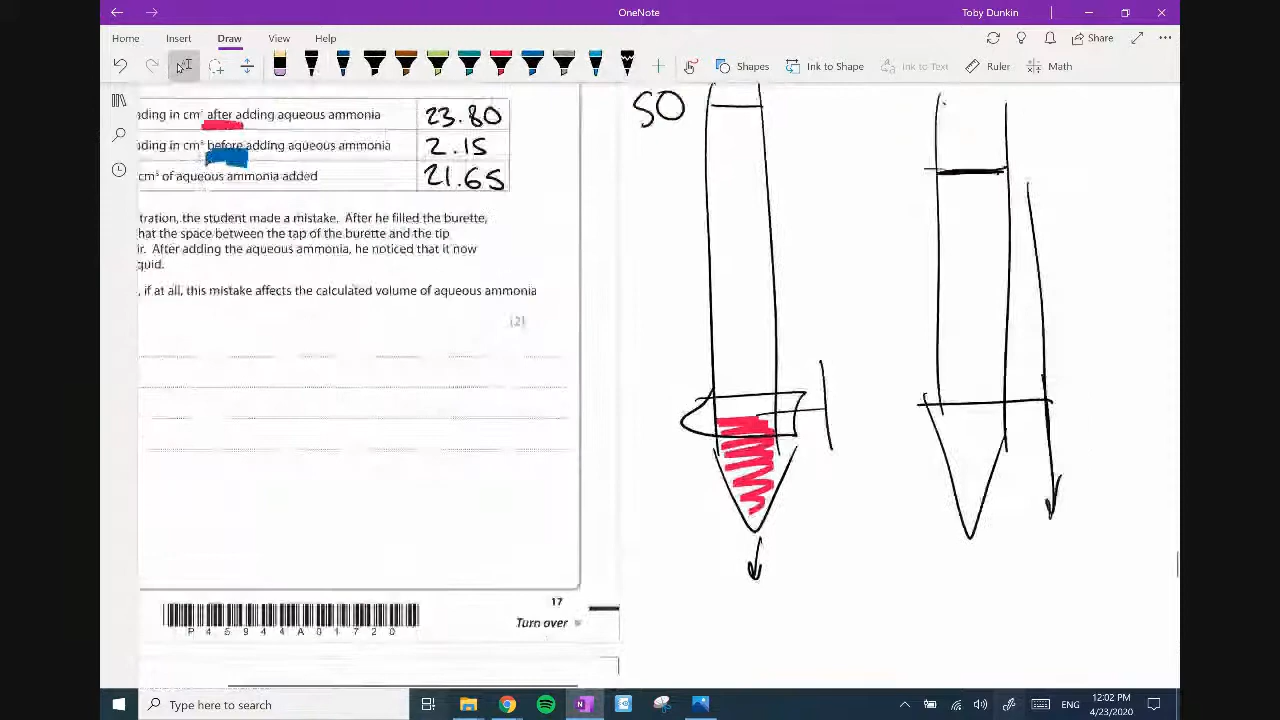 OneNote
Toby Dunkin
Home Insert Draw View Help
Share
Shapes Ink to Shape Ink to Text Ruler Math
ding in cm³ after adding aqueous ammonia 23.80
ding in cm³ before adding aqueous ammonia 2.15
cm³ of aqueous ammonia added 21.65
tration, the student made a mistake. After he filled the burette,
hat the space between the tap of the burette and the tip
ir. After adding the aqueous ammonia, he noticed that it now
quid.
, if at all, this mistake affects the calculated volume of aqueous ammonia
(2)
50
17
P45944A01720
Turn over
Type here to search
ENG
12:02 PM
4/23/2020